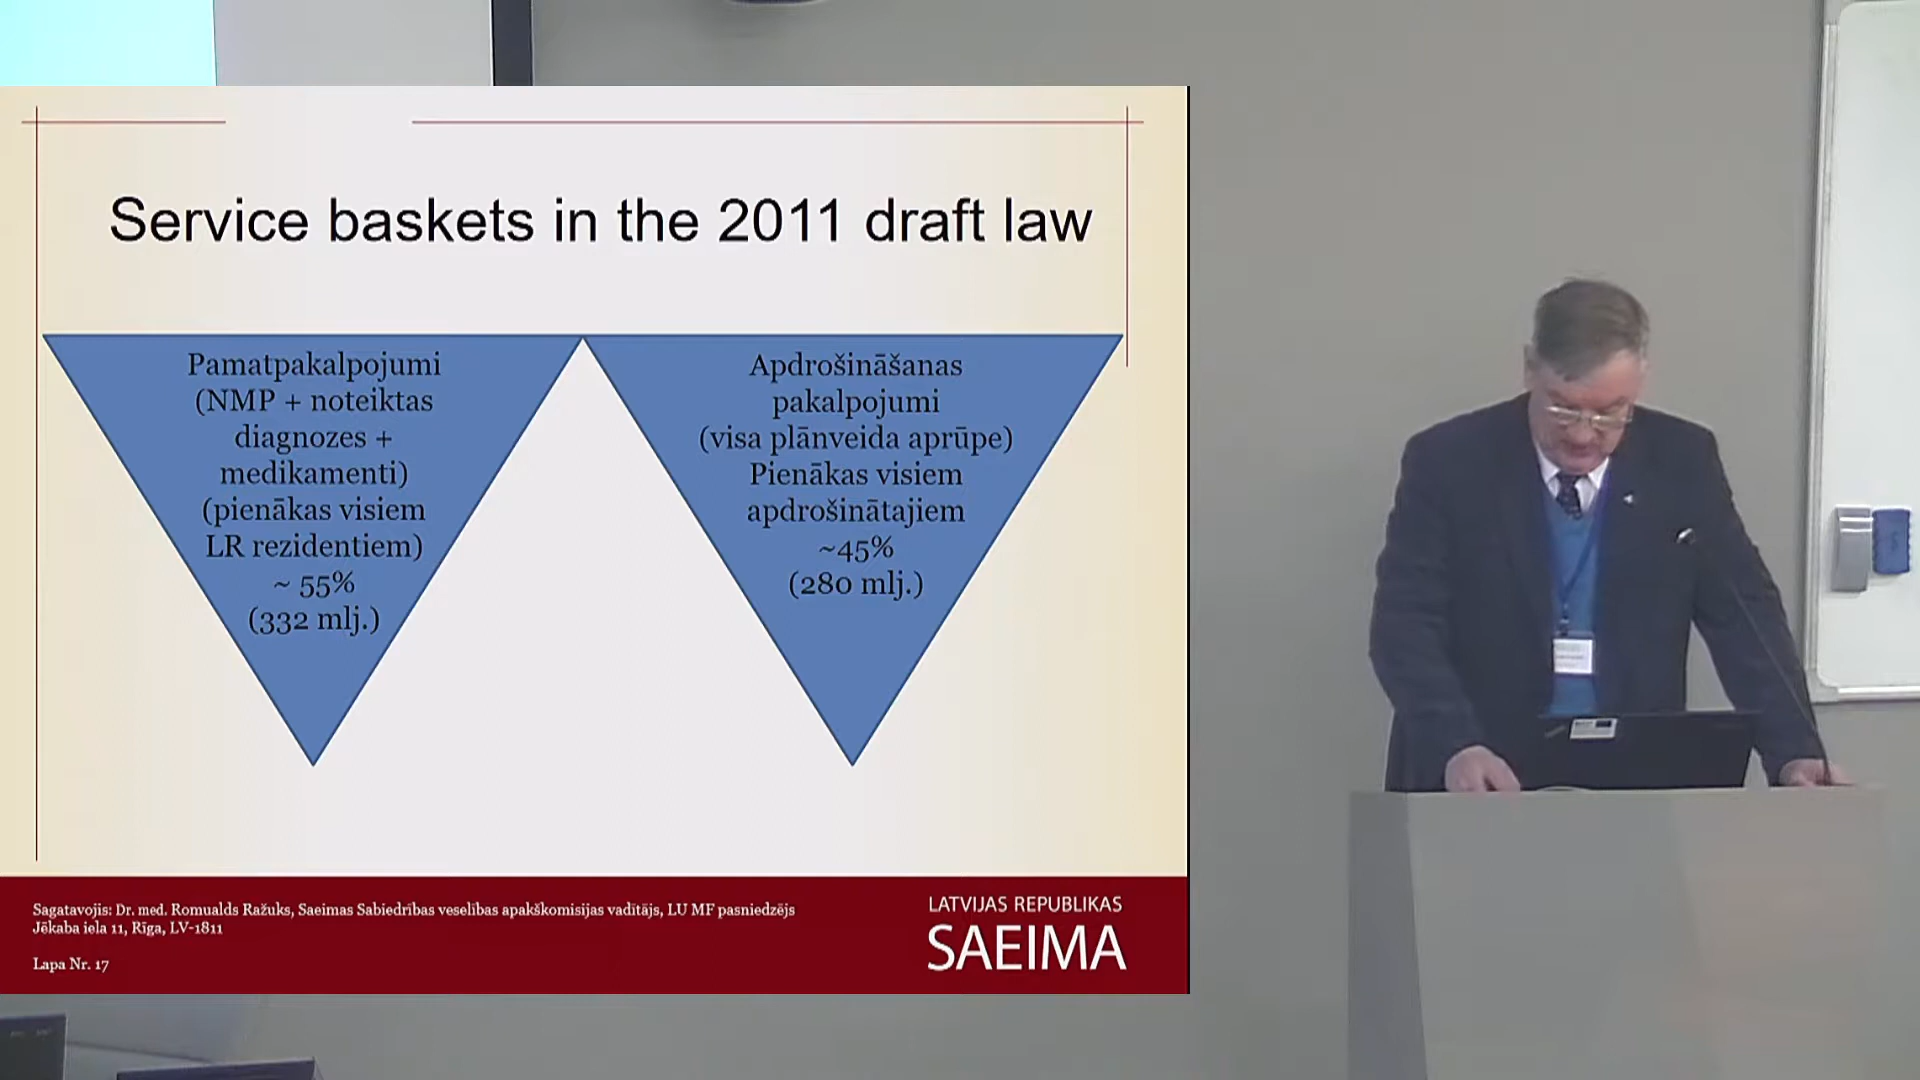 Service baskets in the 2011 draft law
Pamatpakalpojumi
(NMP + noteiktas
diagnozes +
medikamenti)
(pienākas visiem
LR rezidentiem)
~ 55%
(332 mlj.)
Apdrošināšanas
pakalpojumi
(visa plānveida aprūpe)
Pienākas visiem
apdrošinātajiem
~45%
(280 mlj.)
Sagatavojis: Dr. med. Romualds Ražuks, Saeimas Sabiedrības veselības apakškomisijas vadītājs, LU MF pasniedzējs
Jēkaba iela 11, Rīga, LV-1811
Lapa Nr. 17
LATVIJAS REPUBLIKAS
SAEIMA